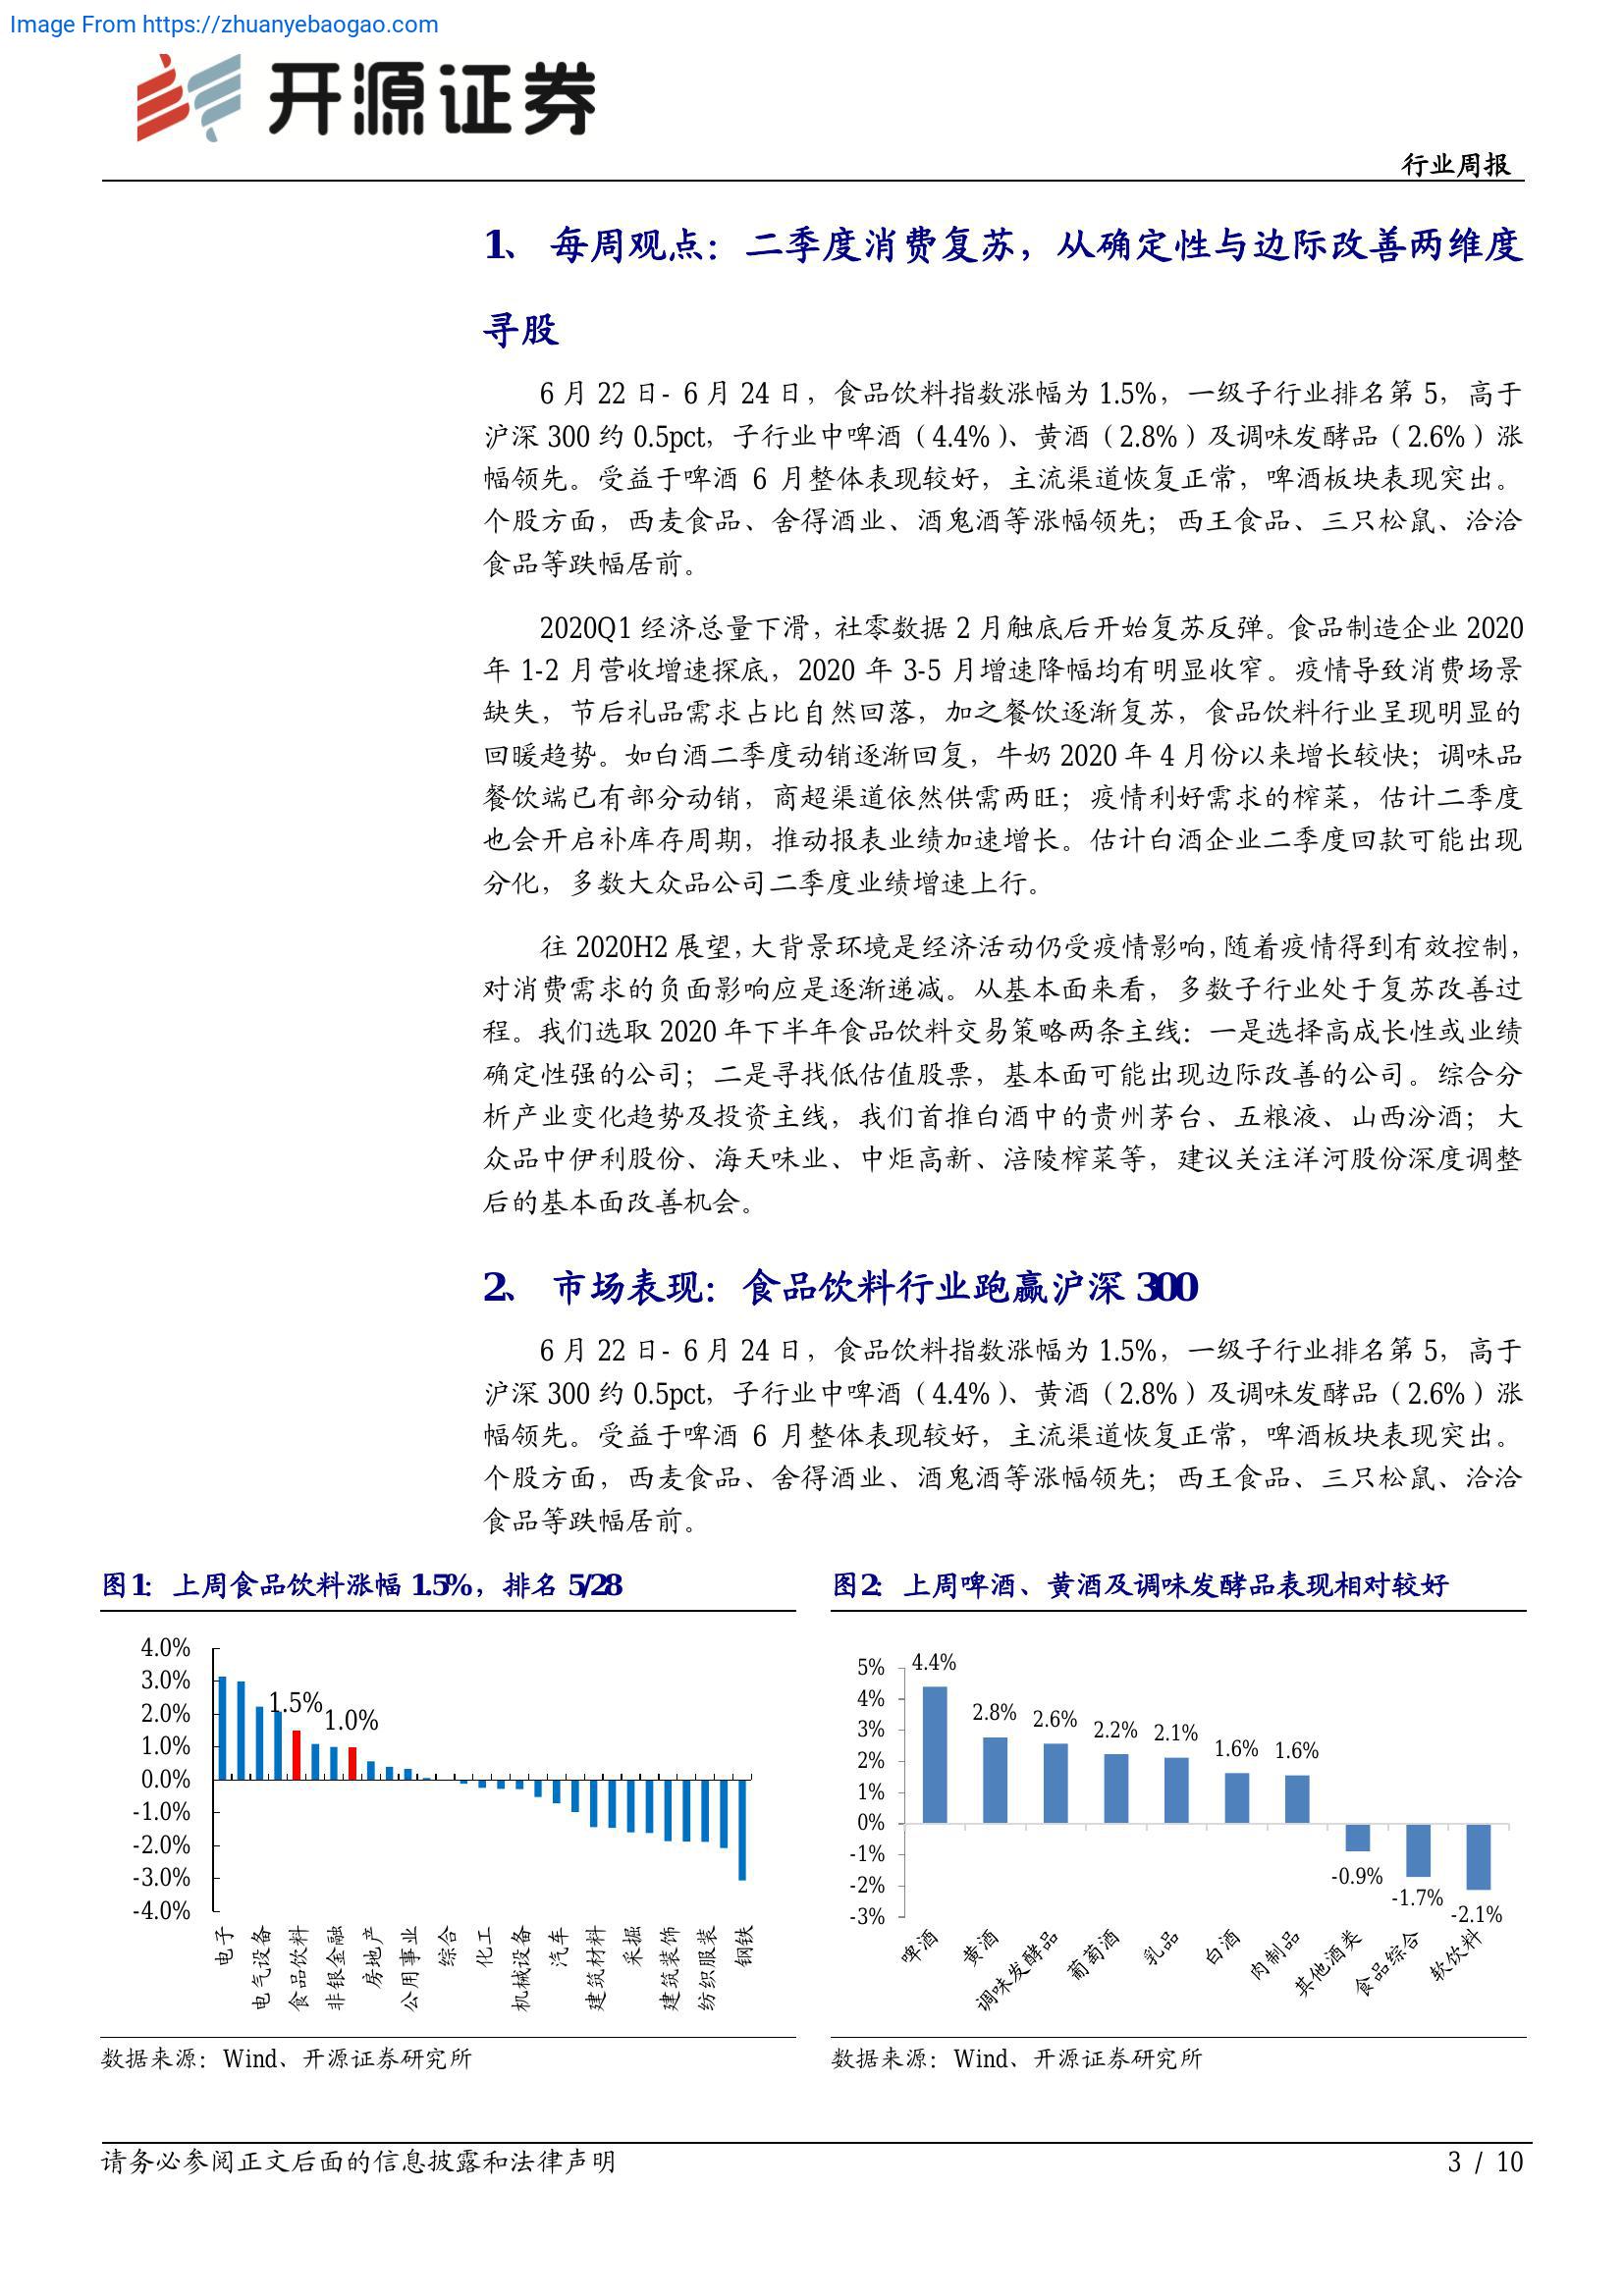 Image From https://zhuanyebaogao.com
开源证券
行业周报
1、 每周观点：二季度消费复苏，从确定性与边际改善两维度
寻股
6 月 22 日- 6 月 24 日，食品饮料指数涨幅为 1.5%，一级子行业排名第 5，高于
沪深 300 约 0.5pct，子行业中啤酒（4.4%）、黄酒（2.8%）及调味发酵品（2.6%）涨
幅领先。受益于啤酒 6 月整体表现较好，主流渠道恢复正常，啤酒板块表现突出。
个股方面，西麦食品、舍得酒业、酒鬼酒等涨幅领先；西王食品、三只松鼠、洽洽
食品等跌幅居前。
2020Q1 经济总量下滑，社零数据 2 月触底后开始复苏反弹。食品制造企业 2020
年 1-2 月营收增速探底，2020 年 3-5 月增速降幅均有明显收窄。疫情导致消费场景
缺失，节后礼品需求占比自然回落，加之餐饮逐渐复苏，食品饮料行业呈现明显的
回暖趋势。如白酒二季度动销逐渐回复，牛奶 2020 年 4 月份以来增长较快；调味品
餐饮端已有部分动销，商超渠道依然供需两旺；疫情利好需求的榨菜，估计二季度
也会开启补库存周期，推动报表业绩加速增长。估计白酒企业二季度回款可能出现
分化，多数大众品公司二季度业绩增速上行。
往 2020H2 展望，大背景环境是经济活动仍受疫情影响，随着疫情得到有效控制，
对消费需求的负面影响应是逐渐递减。从基本面来看，多数子行业处于复苏改善过
程。我们选取 2020 年下半年食品饮料交易策略两条主线：一是选择高成长性或业绩
确定性强的公司；二是寻找低估值股票，基本面可能出现边际改善的公司。综合分
析产业变化趋势及投资主线，我们首推白酒中的贵州茅台、五粮液、山西汾酒；大
众品中伊利股份、海天味业、中炬高新、涪陵榨菜等，建议关注洋河股份深度调整
后的基本面改善机会。
2、 市场表现：食品饮料行业跑赢沪深 300
6 月 22 日- 6 月 24 日，食品饮料指数涨幅为 1.5%，一级子行业排名第 5，高于
沪深 300 约 0.5pct，子行业中啤酒（4.4%）、黄酒（2.8%）及调味发酵品（2.6%）涨
幅领先。受益于啤酒 6 月整体表现较好，主流渠道恢复正常，啤酒板块表现突出。
个股方面，西麦食品、舍得酒业、酒鬼酒等涨幅领先；西王食品、三只松鼠、洽洽
食品等跌幅居前。
图1：上周食品饮料涨幅 1.5%，排名 5/28
4.0%
3.0%
2.0%
1.0%
0.0%
-1.0%
-2.0%
-3.0%
-4.0%
1.5%
1.0%
电子
电气设备
食品饮料
非银金融
房地产
公用事业
综合
化工
机械设备
汽车
建筑材料
采掘
建筑装饰
纺织服装
钢铁
数据来源：Wind、开源证券研究所
图2：上周啤酒、黄酒及调味发酵品表现相对较好
5%
4%
3%
2%
1%
0%
-1%
-2%
-3%
4.4%
2.8%
2.6%
2.2%
2.1%
1.6%
1.6%
-0.9%
-1.7%
-2.1%
啤酒
黄酒
调味发酵品
葡萄酒
乳品
白酒
肉制品
其他酒类
食品综合
软饮料
数据来源：Wind、开源证券研究所
请务必参阅正文后面的信息披露和法律声明
3 / 10